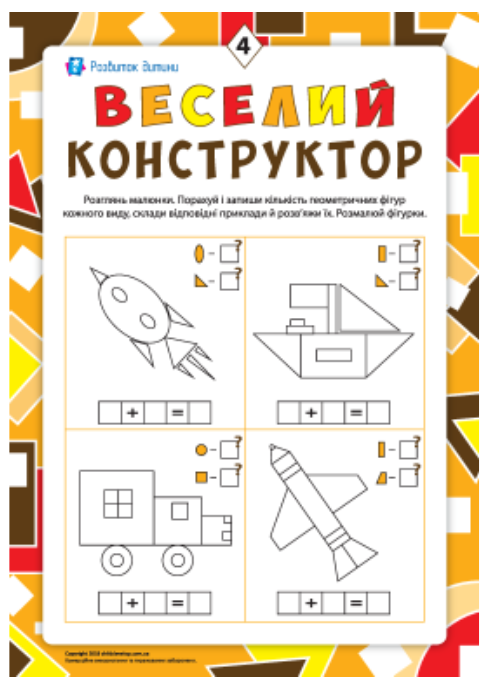 4
Розвиток дитини
ВЕСЕЛИЙ
КОНСТРУКТОР
Розглянь малюнки. Порахуй і запиши кількість геометричних фігур
кожного виду, склади відповідні приклади й розв'яжи їх. Розмалюй фігурки.
- ?
- ?
- ?
- ?
+ =
+ =
- ?
- ?
- ?
- ?
+ =
+ =